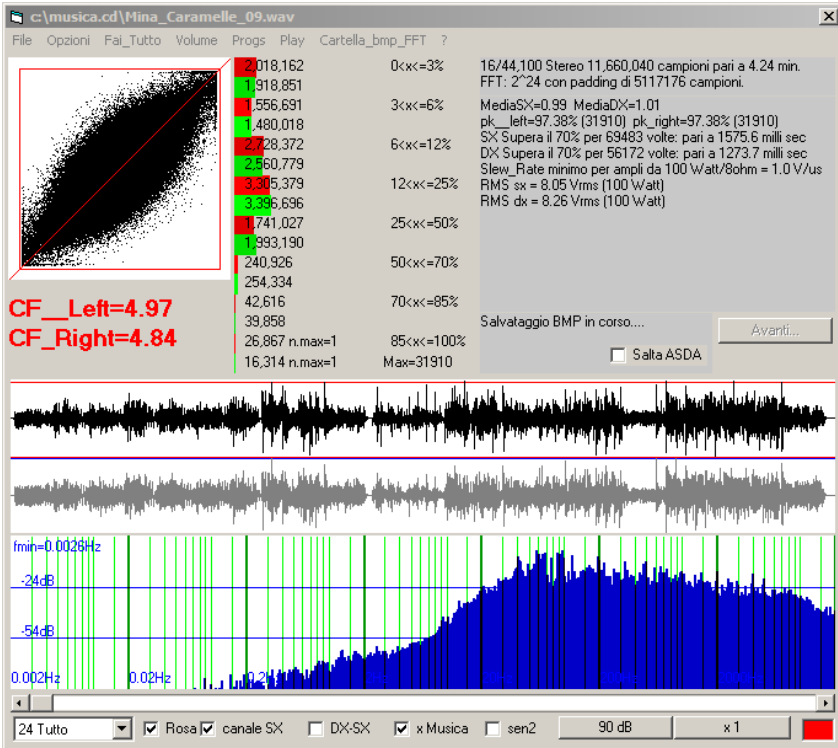 c:\musica.cd\Mina_Caramelle_09.wav
File Opzioni Fai_Tutto Volume Progs Play Cartella_bmp_FFT ?
2,018,162 0<x<=3%
1,918,851
1,556,691 3<x<=6%
1,480,018
2,728,372 6<x<=12%
2,560,779
3,305,379 12<x<=25%
3,396,696
1,741,027 25<x<=50%
1,993,190
240,926 50<x<=70%
254,334
42,616 70<x<=85%
39,858
26,867 n.max=1 85<x<=100%
16,314 n.max=1 Max=31910
CF__Left=4.97
CF_Right=4.84
16/44,100 Stereo 11,660,040 campioni pari a 4.24 min.
FFT: 2^24 con padding di 5117176 campioni.
MediaSX=0.99 MediaDX=1.01
pk__left=97.38% (31910) pk_right=97.38% (31910)
SX Supera il 70% per 69483 volte: pari a 1575.6 milli sec
DX Supera il 70% per 56172 volte: pari a 1273.7 milli sec
Slew_Rate minimo per ampli da 100 Watt/8ohm = 1.0 V/us
RMS sx = 8.05 Vrms (100 Watt)
RMS dx = 8.26 Vrms (100 Watt)
Salvataggio BMP in corso....
Avanti...
Salta ASDA
fmin=0.0026Hz
-24dB
-54dB
0.002Hz 0.02Hz 0.2Hz
24 Tutto Rosa canale SX DX-SX x Musica sen2 90 dB x 1